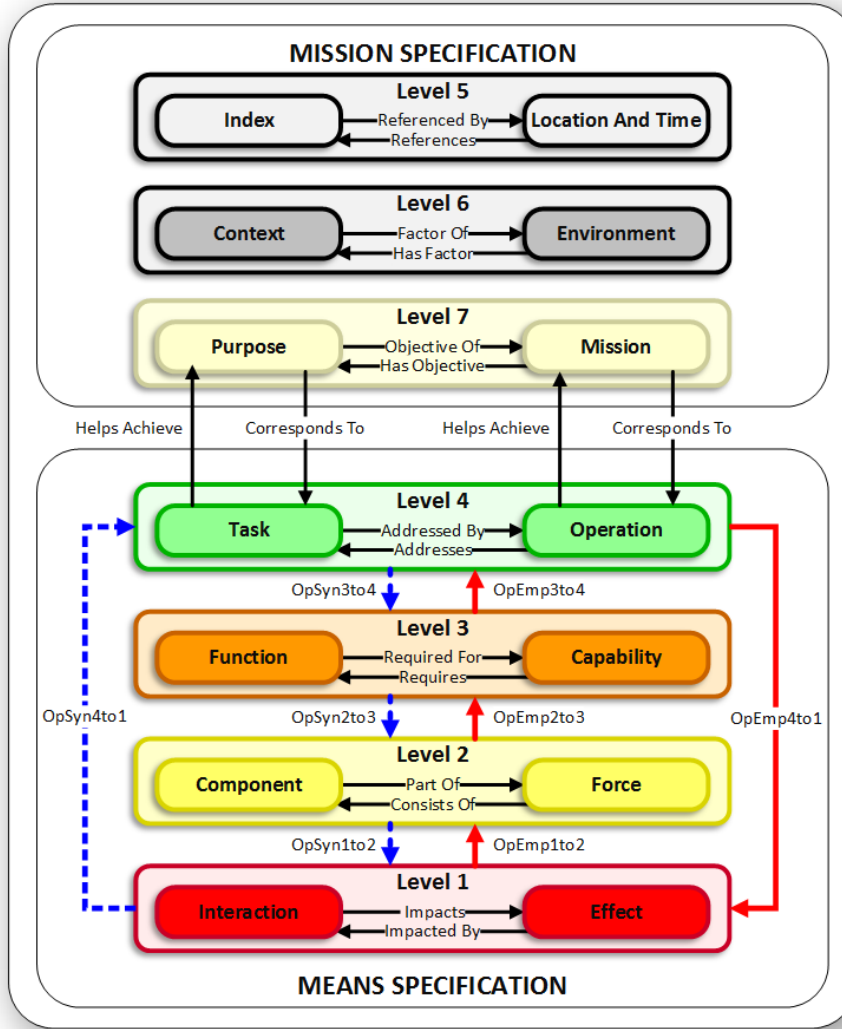 MISSION SPECIFICATION
Level 5
Index
Referenced By
References
Location And Time
Level 6
Context
Factor Of
Has Factor
Environment
Level 7
Purpose
Objective Of
Has Objective
Mission
Helps Achieve
Corresponds To
Helps Achieve
Corresponds To
Level 4
Task
Addressed By
Addresses
Operation
OpSyn3to4
OpEmp3to4
Level 3
Function
Required For
Requires
Capability
OpSyn4to1
OpSyn2to3
OpEmp2to3
OpEmp4to1
Level 2
Component
Part Of
Consists Of
Force
OpSyn1to2
OpEmp1to2
Level 1
Interaction
Impacts
Impacted By
Effect
MEANS SPECIFICATION